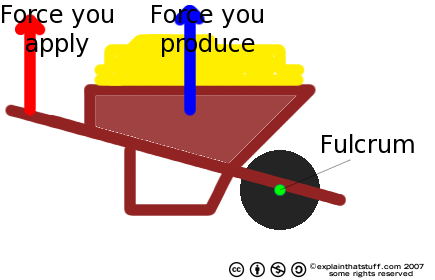 Force you
apply
Force you
produce
Fulcrum
©explainthatstuff.com 2007
some rights reserved